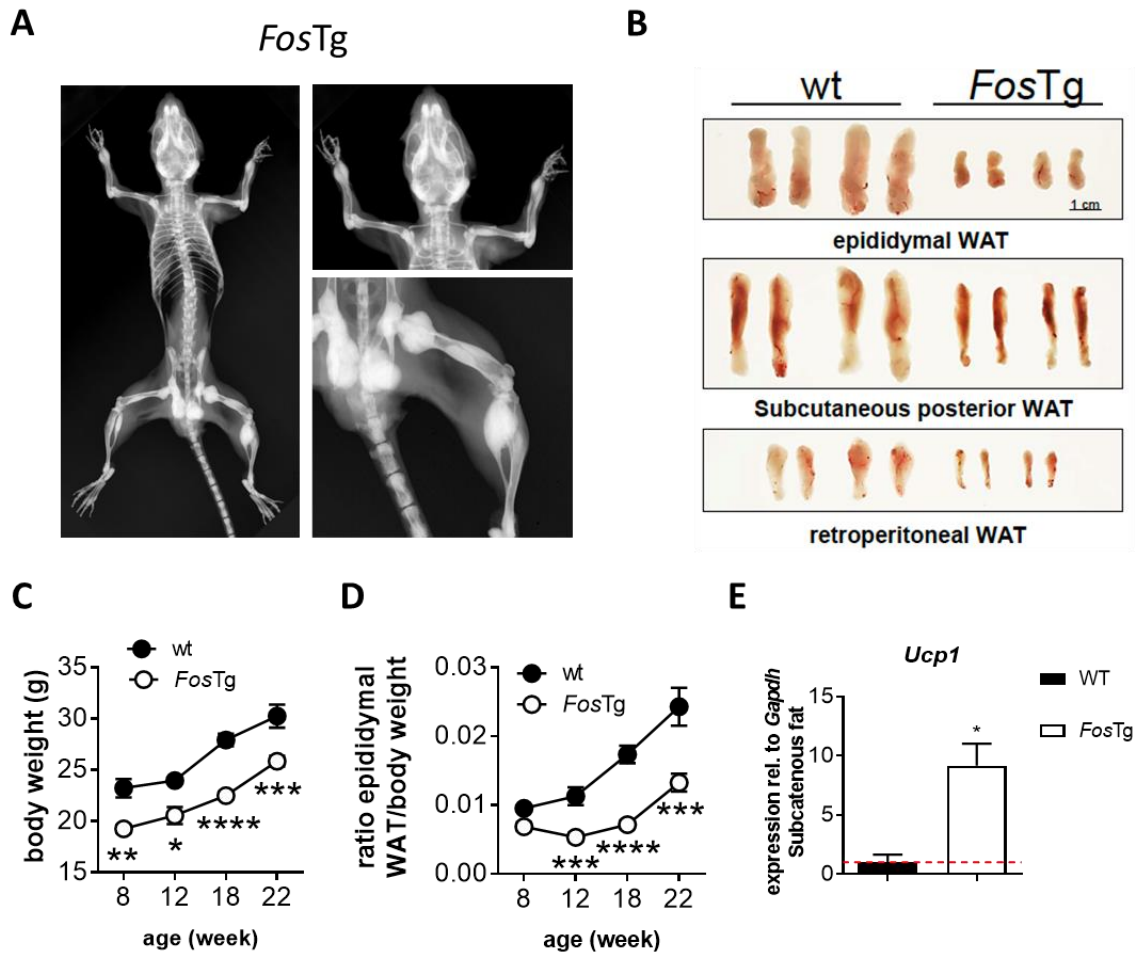 A
FosTg
B
wt FosTg
1 cm
epididymal WAT
Subcutaneous posterior WAT
retroperitoneal WAT
C
wt
FosTg
body weight (g)
35
30
25
20
15
** * **** ***
8 12 18 22
age (week)
D
wt
FosTg
ratio epididymal
WAT/body weight
0.03
0.02
0.01
0.00
*** **** ***
8 12 18 22
age (week)
E
Ucp1
WT
FosTg
expression rel. to Gapdh
Subcatenous fat
15
10
5
0
*